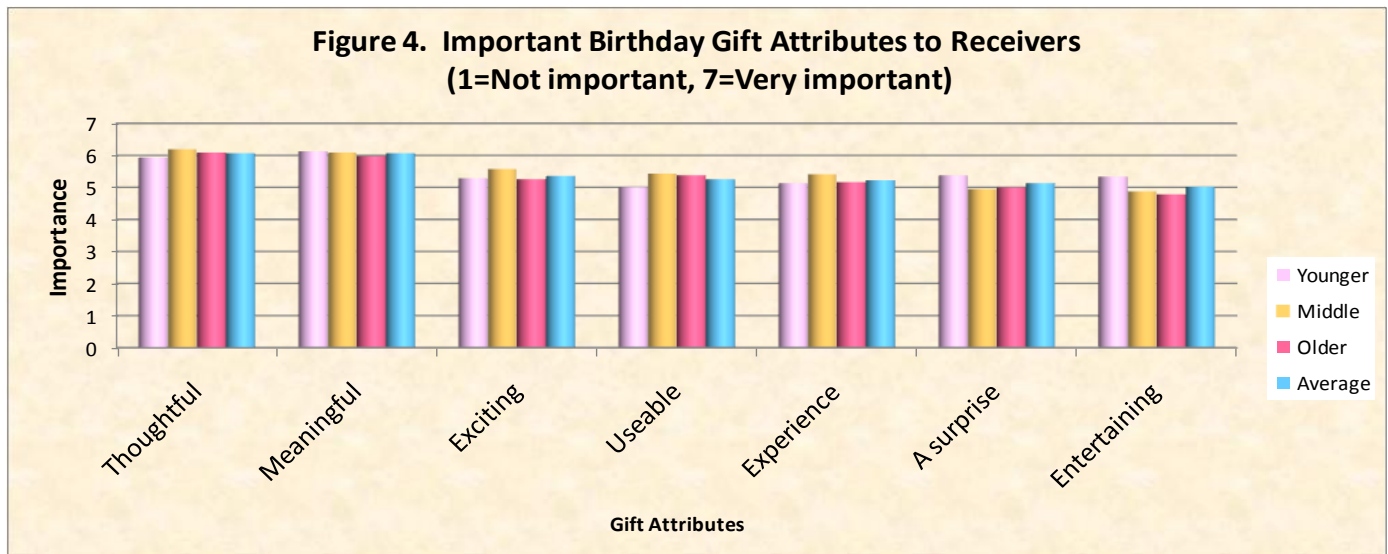 Figure 4. Important Birthday Gift Attributes to Receivers
(1=Not important, 7=Very important)
7
6
5
4
3
2
1
0
Importance
Thoughtful
Meaningful
Exciting
Useable
Experience
A surprise
Entertaining
Gift Attributes
Younger
Middle
Older
Average